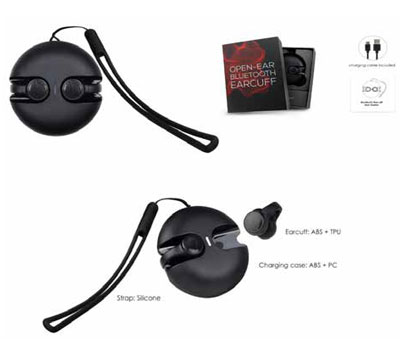 OPEN-EAR
BLUETOOTH
EARCUFF
charging cable included
Earcuff: ABS + TPU
Charging case: ABS + PC
Strap: Silicone